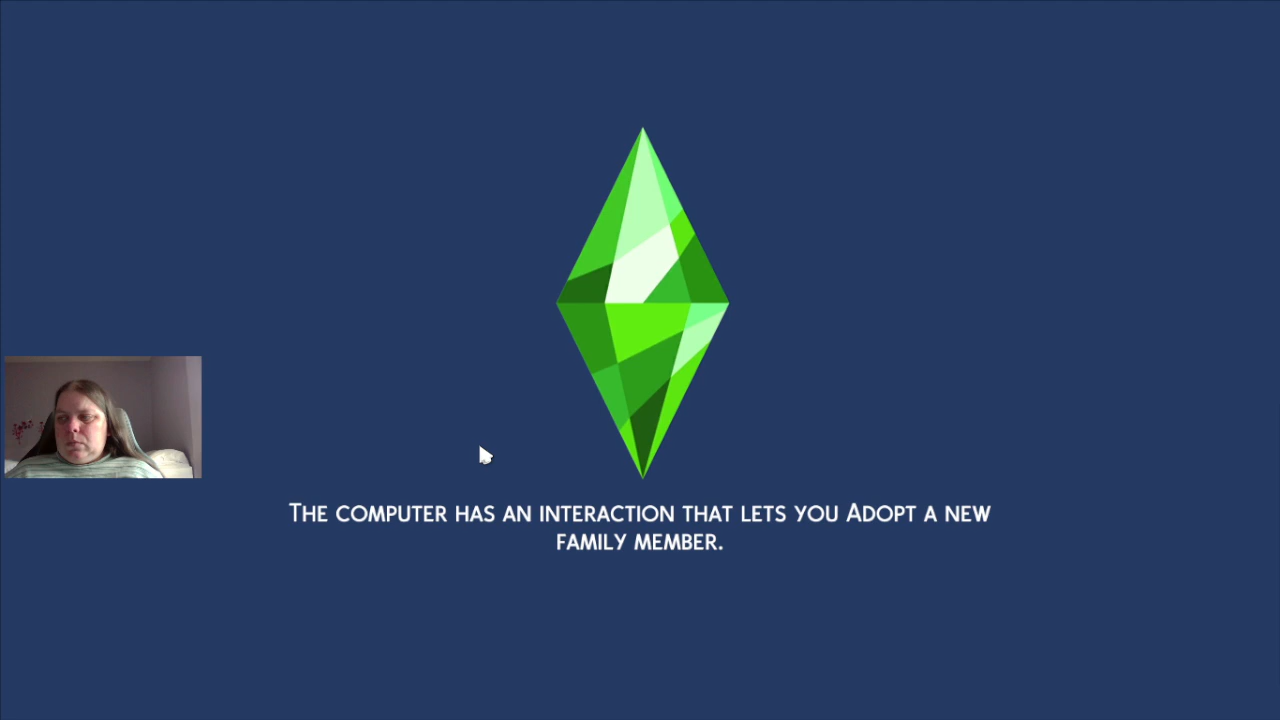 The computer has an interaction that lets you Adopt a new
family member.